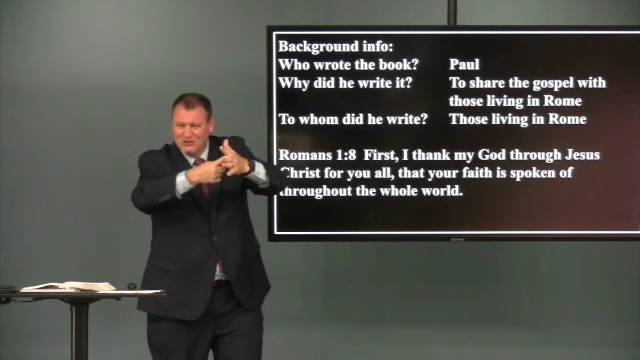 Background info:
Who wrote the book? Paul
Why did he write it? To share the gospel with
those living in Rome
To whom did he write? Those living in Rome
Romans 1:8 First, I thank my God through Jesus
Christ for you all, that your faith is spoken of
throughout the whole world.